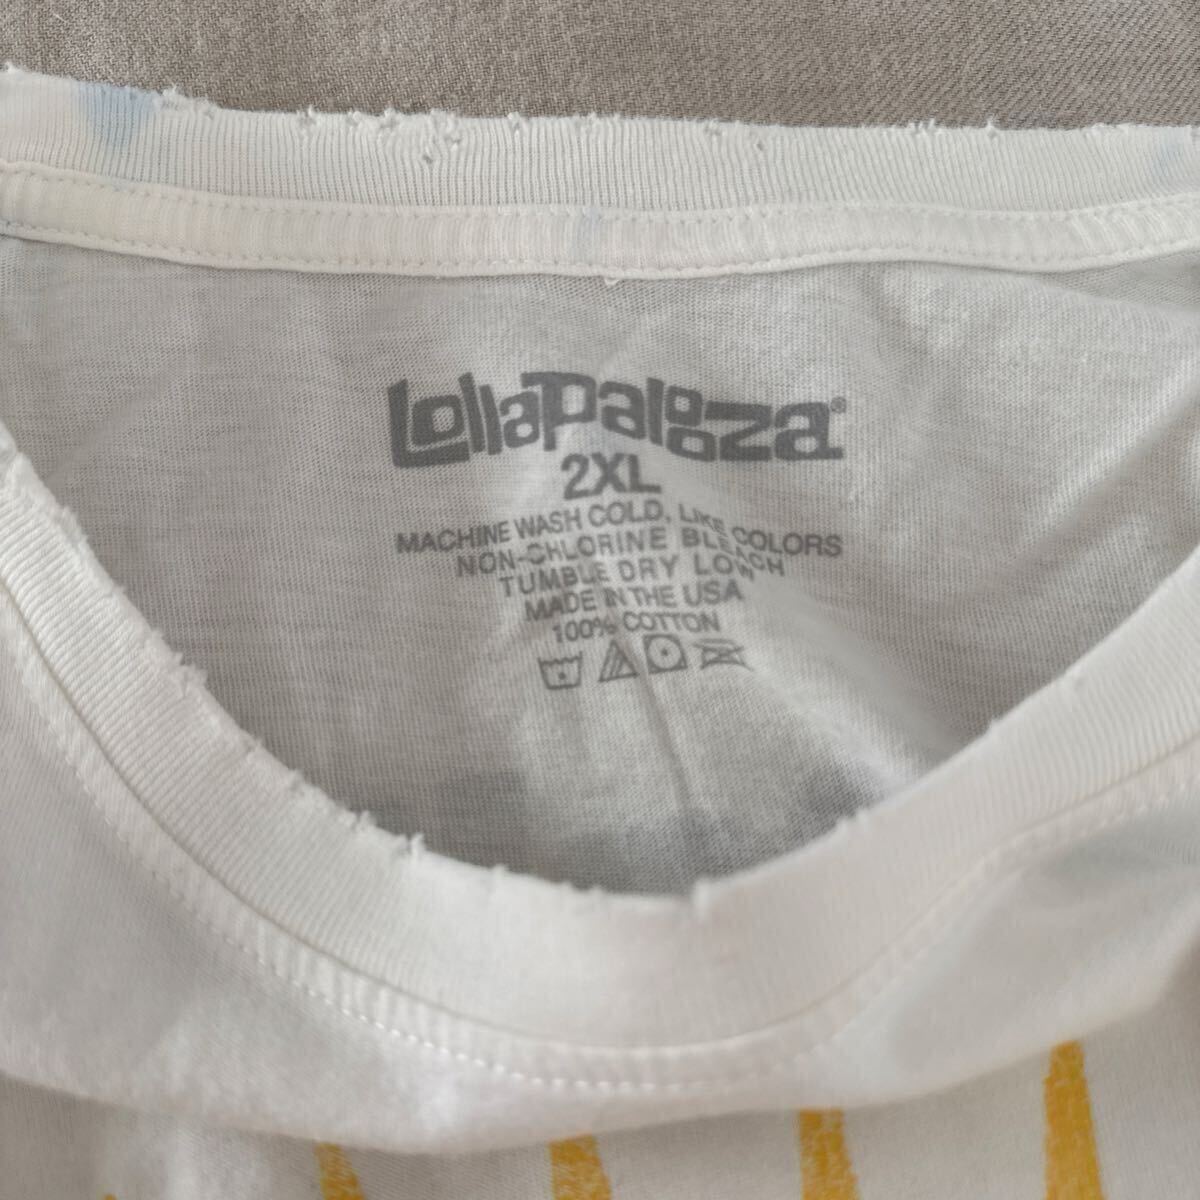 Lollapalooza®
2XL
MACHINE WASH COLD, LIKE COLORS
NON-CHLORINE BLEACH
TUMBLE DRY LOW
MADE IN THE USA
100% COTTON